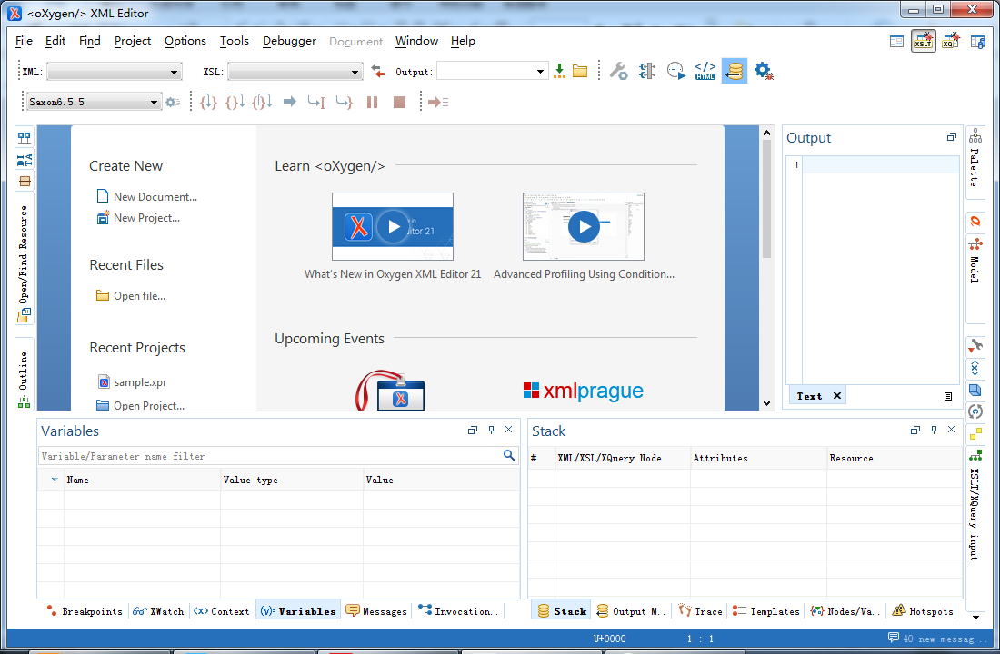 <oXygen/> XML Editor
File Edit Find Project Options Tools Debugger Document Window Help
XSLT XQ
XML: XSL: Output: </> HTML
Saxon6.5.5
DITA
Open/Find Resource
Outline
Create New
New Document...
New Project...
Recent Files
Open file...
Recent Projects
sample.xpr
Open Project...
Learn <oXygen/>
What's New in Oxygen XML Editor 21
Advanced Profiling Using Condition...
Upcoming Events
xmlprague
Output
1
Text
Palette
Model
XSLT/XQuery input
Variables
Variable/Parameter name filter
Name Value type Value
Stack
# XML/XSL/XQuery Node Attributes Resource
Breakpoints XWatch Context Variables Messages Invocation..
Stack Output M.. Trace Templates Nodes/Va.. Hotspots
U+0000 1 : 1 40 new messag...